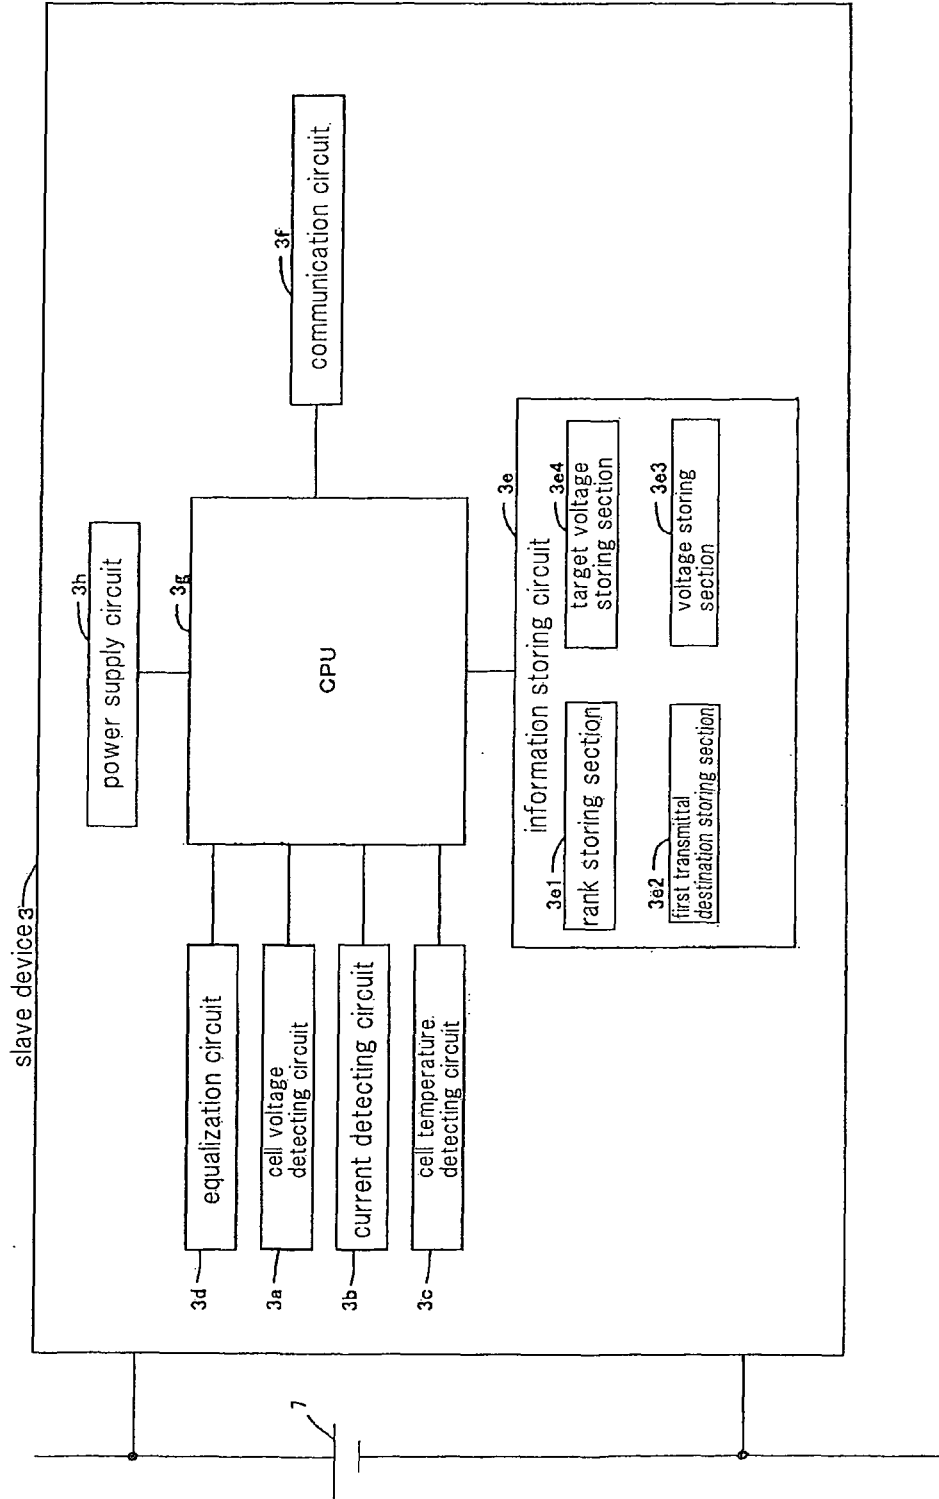 slave device 3
3h
power supply circuit
3d
equalization circuit
3a
cell voltage
detecting circuit
3b
current detecting circuit
3c
cell temperature
detecting circuit
3g
CPU
3f
communication circuit
3e
information storing circuit
3e1
rank storing section
3e4
target voltage
storing section
3e2
first transmittal
destination storing section
3e3
voltage storing
section
7